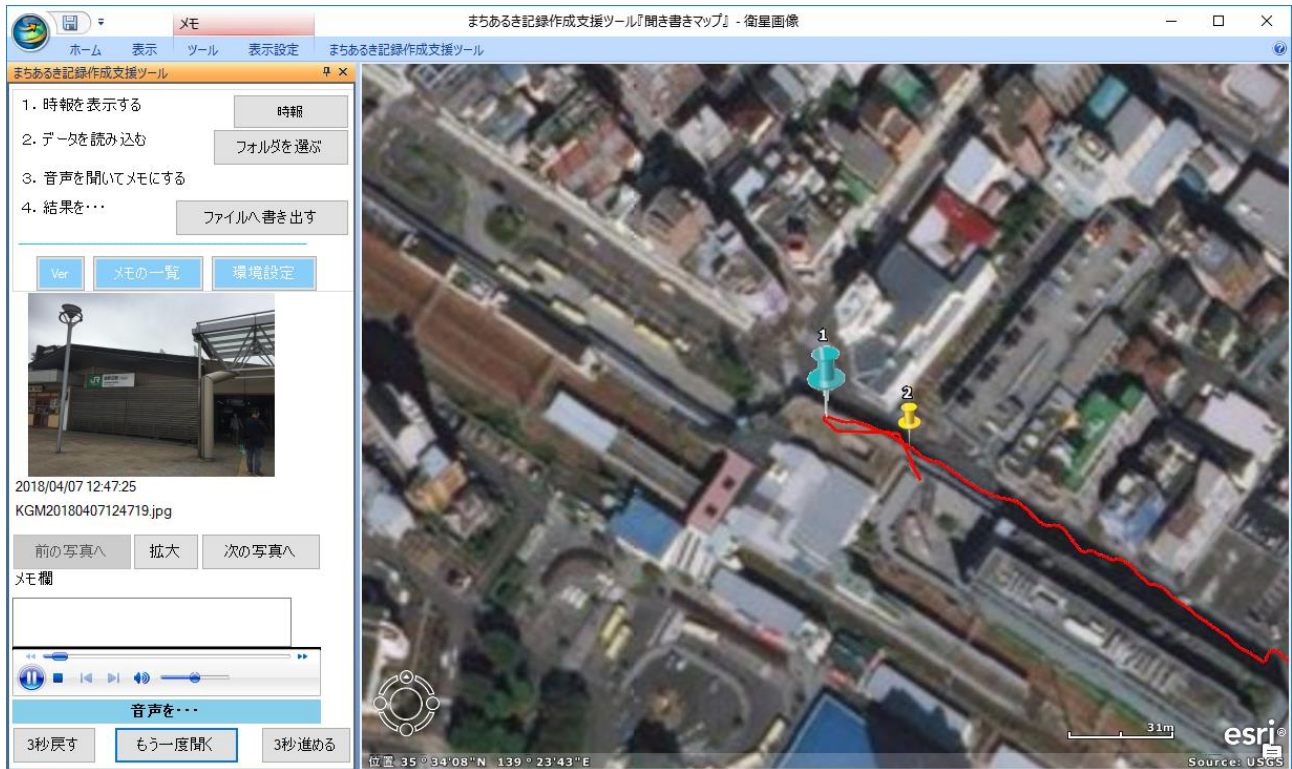 メモ
まちあるき記録作成支援ツール『聞き書きマップ』 - 衛星画像
ホーム 表示 ツール 表示設定 まちあるき記録作成支援ツール
まちあるき記録作成支援ツール
1. 時報を表示する
時報
2. データを読み込む
フォルダを選ぶ
3. 音声を聞いてメモにする
4. 結果を･･･
ファイルへ書き出す
Ver メモの一覧 環境設定
JR
2018/04/07 12:47:25
KGM20180407124719.jpg
前の写真へ 拡大 次の写真へ
メモ欄
音声を･･･
3秒戻す もう一度聞く 3秒進める
1
2
31m
esri
位置 35 ° 34'08"N 139 ° 23'43"E
Source: USGS